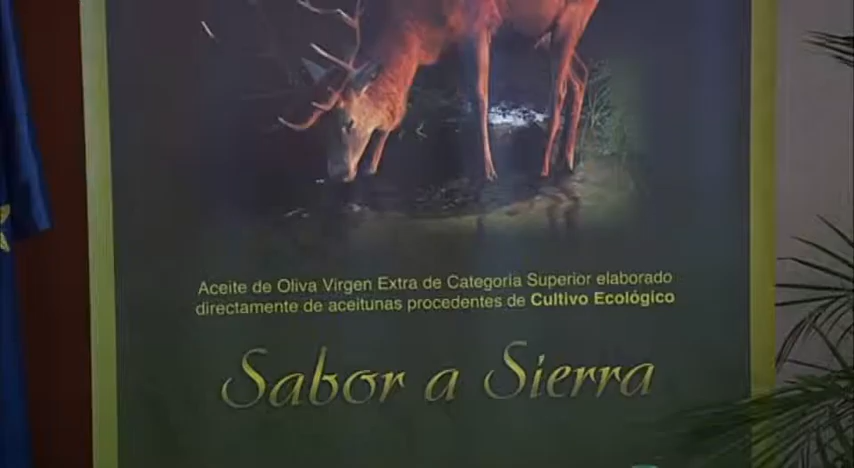 Aceite de Oliva Virgen Extra de Categoría Superior elaborado
directamente de aceitunas procedentes de Cultivo Ecológico
Sabor a Sierra